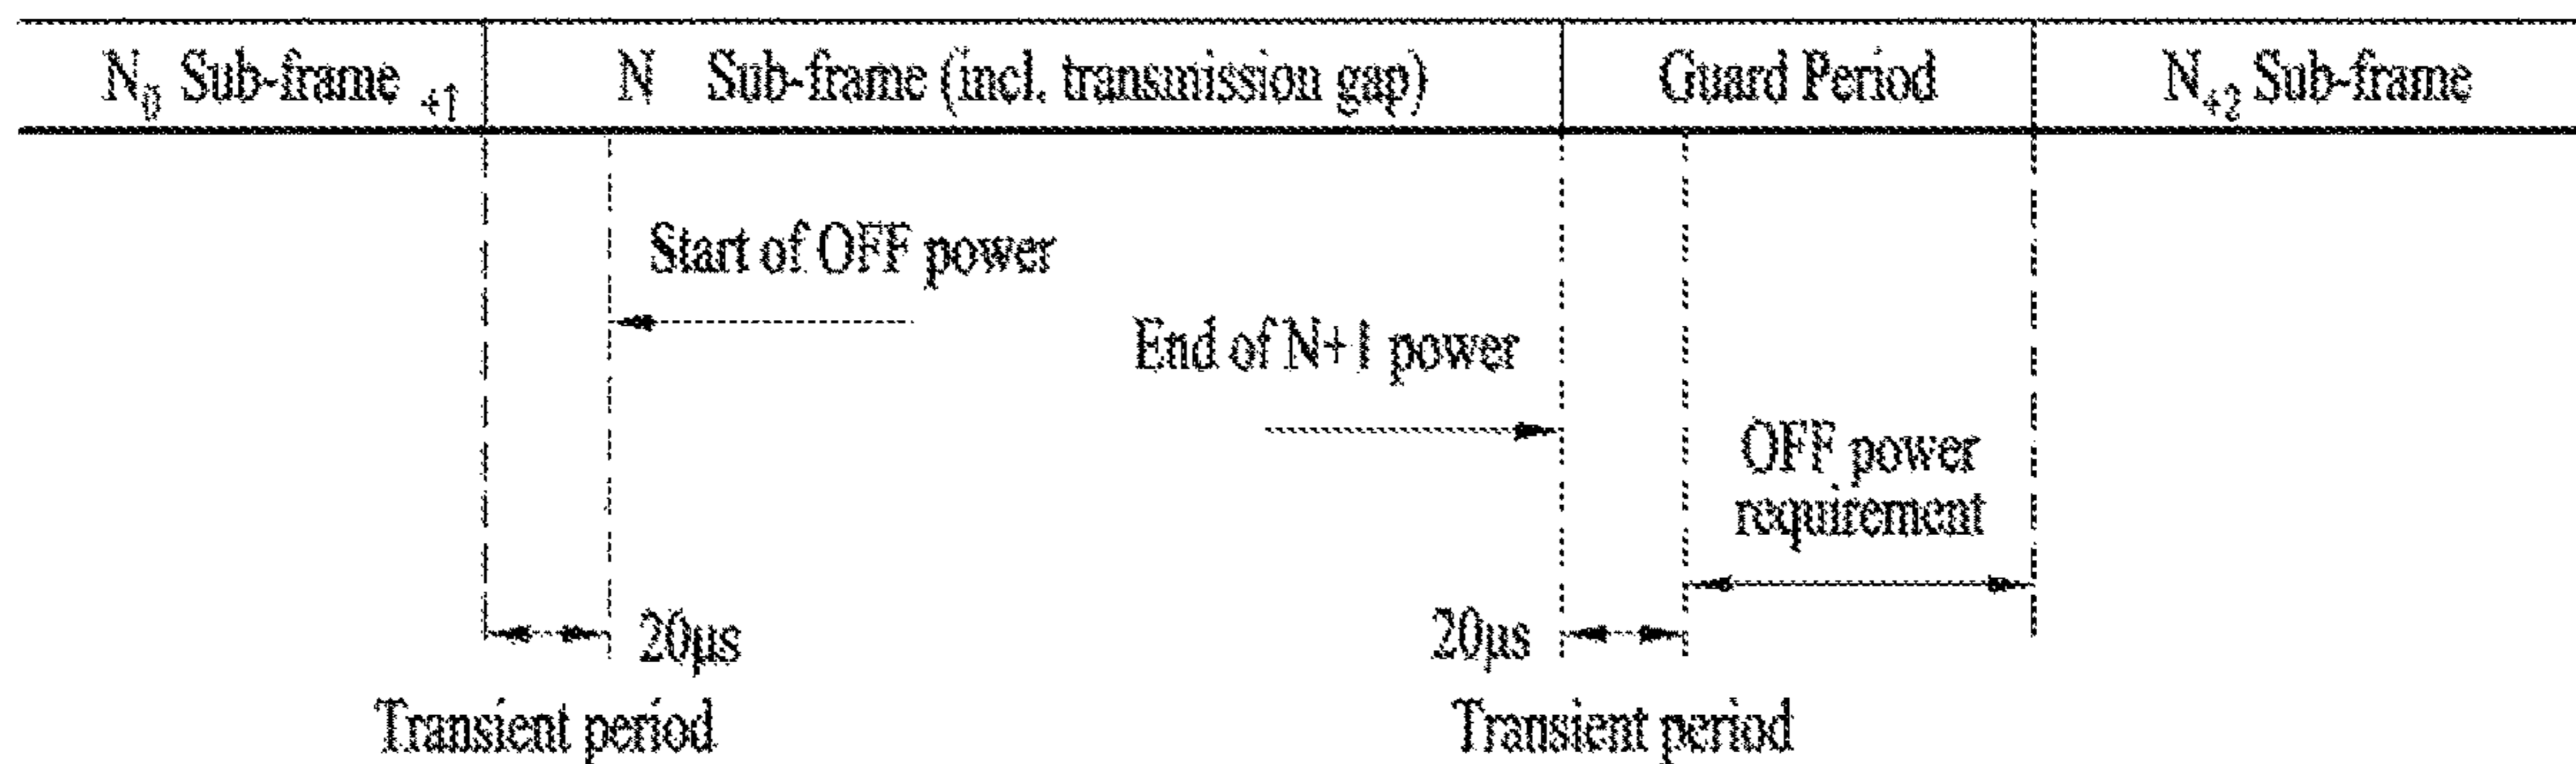 N₀ Sub-frame +1
N Sub-frame (incl. transmission gap)
Guard Period
N+2 Sub-frame
Start of OFF power
End of N+1 power
OFF power
requirement
20μs
20μs
Transient period
Transient period